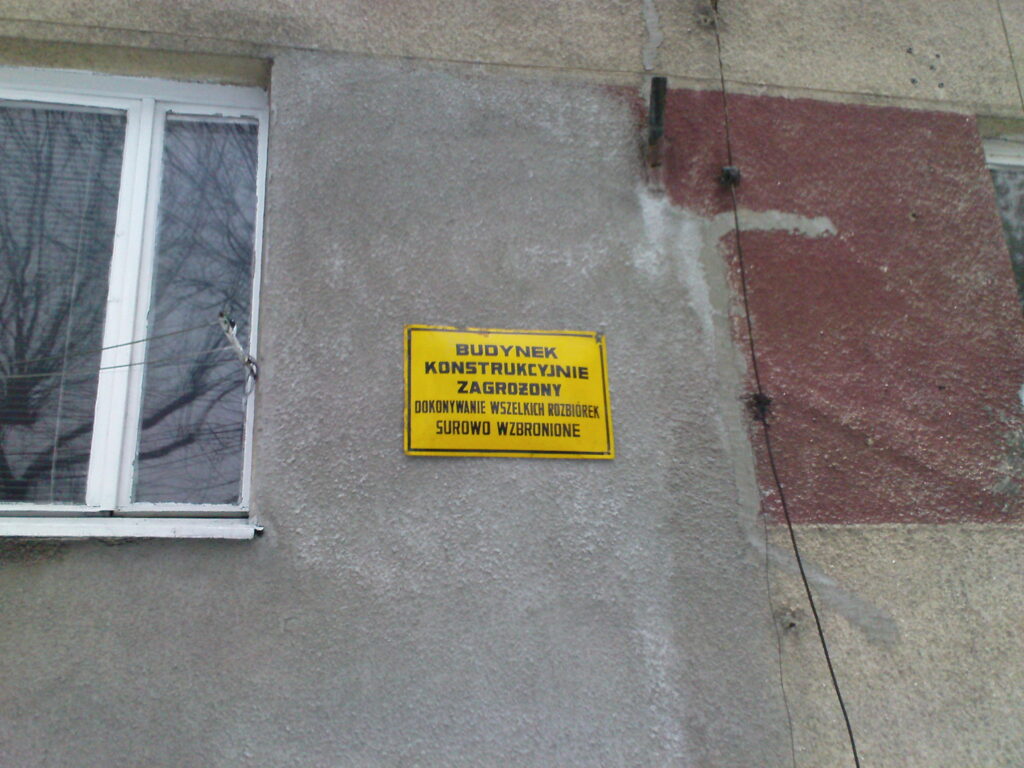 BUDYNEK
KONSTRUKCYJNIE
ZAGROŻONY
DOKONYWANIE WSZELKICH ROZBIÓREK
SUROWO WZBRONIONE